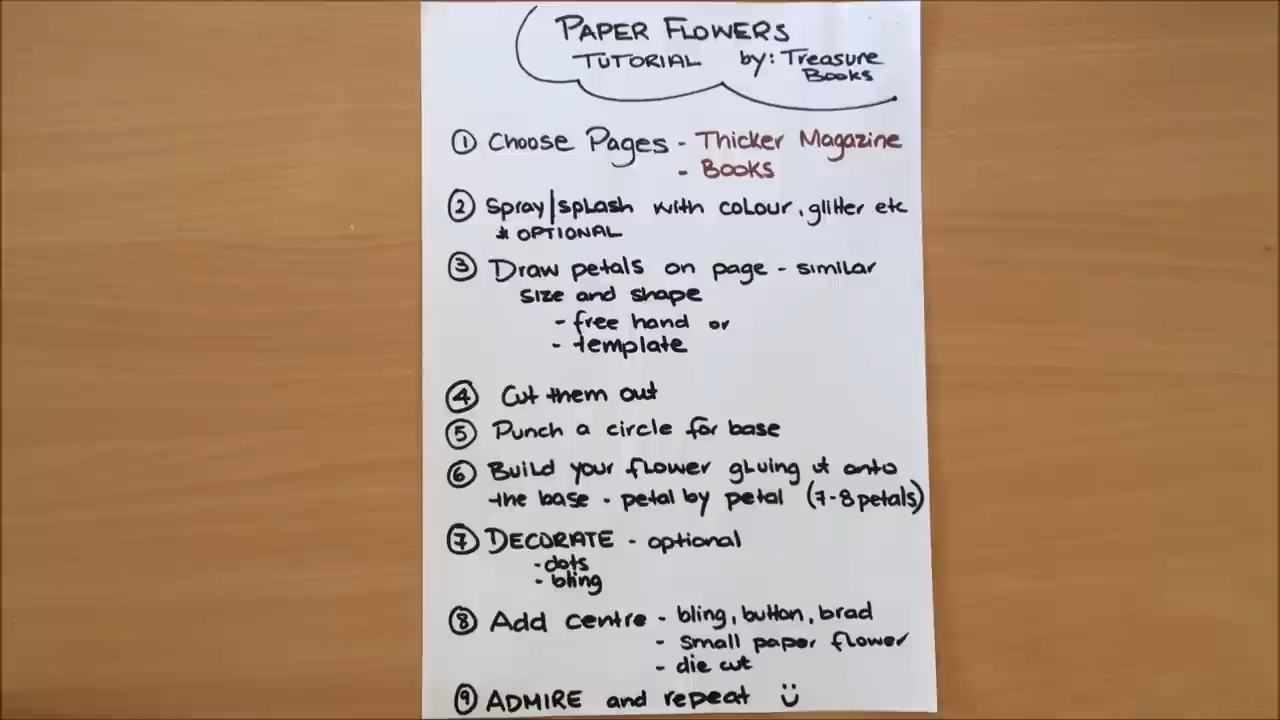 PAPER FLOWERS
TUTORIAL by: Treasure
Books
① Choose Pages - Thicker Magazine
- Books
② Spray|splash with colour, glitter etc
* OPTIONAL
③ Draw petals on page - similar
size and shape
- free hand or
- template
④ Cut them out
⑤ Punch a circle for base
⑥ Build your flower gluing it onto
the base - petal by petal (7-8 petals)
⑦ DECORATE - optional
- dots
- bling
⑧ Add centre - bling, button, brad
- small paper flower
- die cut
⑨ ADMIRE and repeat ü